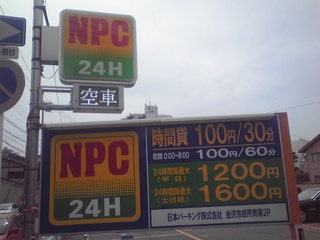 NPC
24H
空車
NPC
24H
時間貸 100円/30分
夜間 0:00-8:00 100円/60分
24時間毎最大
(平 日) 1200円
24時間毎最大
(土日祝) 1600円
日本パーキング株式会社 金沢市役所南第2P